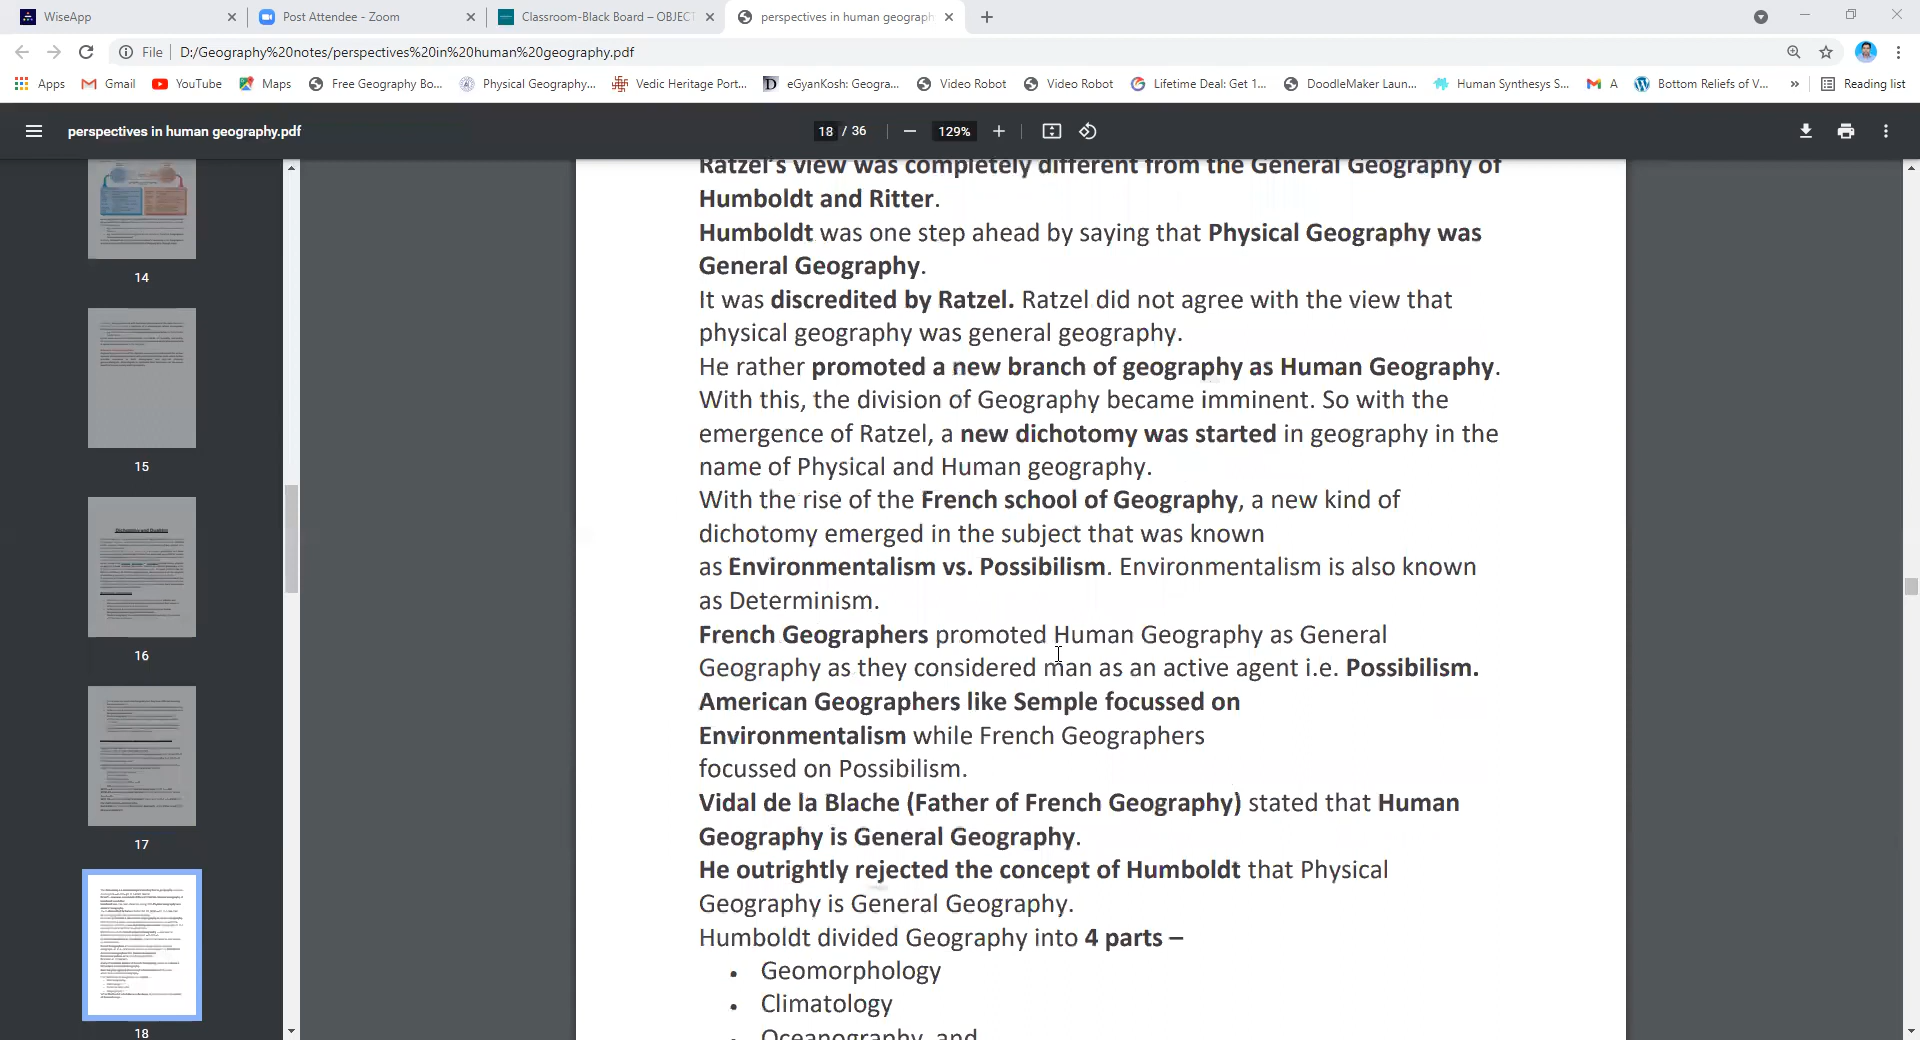 WiseApp
Post Attendee - Zoom
Classroom-Black Board – OBJECT
perspectives in human geograph
File D:/Geography%20notes/perspectives%20in%20human%20geography.pdf
Apps Gmail YouTube Maps Free Geography Bo... Physical Geography... Vedic Heritage Port... eGyanKosh: Geogra... Video Robot Video Robot Lifetime Deal: Get 1... DoodleMaker Laun... Human Synthesys S... A Bottom Reliefs of V... » Reading list
perspectives in human geography.pdf 18 / 36 129%
14
15
16
17
18
Ratzel's view was completely different from the General Geography of
Humboldt and Ritter.
Humboldt was one step ahead by saying that Physical Geography was
General Geography.
It was discredited by Ratzel. Ratzel did not agree with the view that
physical geography was general geography.
He rather promoted a new branch of geography as Human Geography.
With this, the division of Geography became imminent. So with the
emergence of Ratzel, a new dichotomy was started in geography in the
name of Physical and Human geography.
With the rise of the French school of Geography, a new kind of
dichotomy emerged in the subject that was known
as Environmentalism vs. Possibilism. Environmentalism is also known
as Determinism.
French Geographers promoted Human Geography as General
Geography as they considered man as an active agent i.e. Possibilism.
American Geographers like Semple focussed on
Environmentalism while French Geographers
focussed on Possibilism.
Vidal de la Blache (Father of French Geography) stated that Human
Geography is General Geography.
He outrightly rejected the concept of Humboldt that Physical
Geography is General Geography.
Humboldt divided Geography into 4 parts –
• Geomorphology
• Climatology
• Oceanography, and